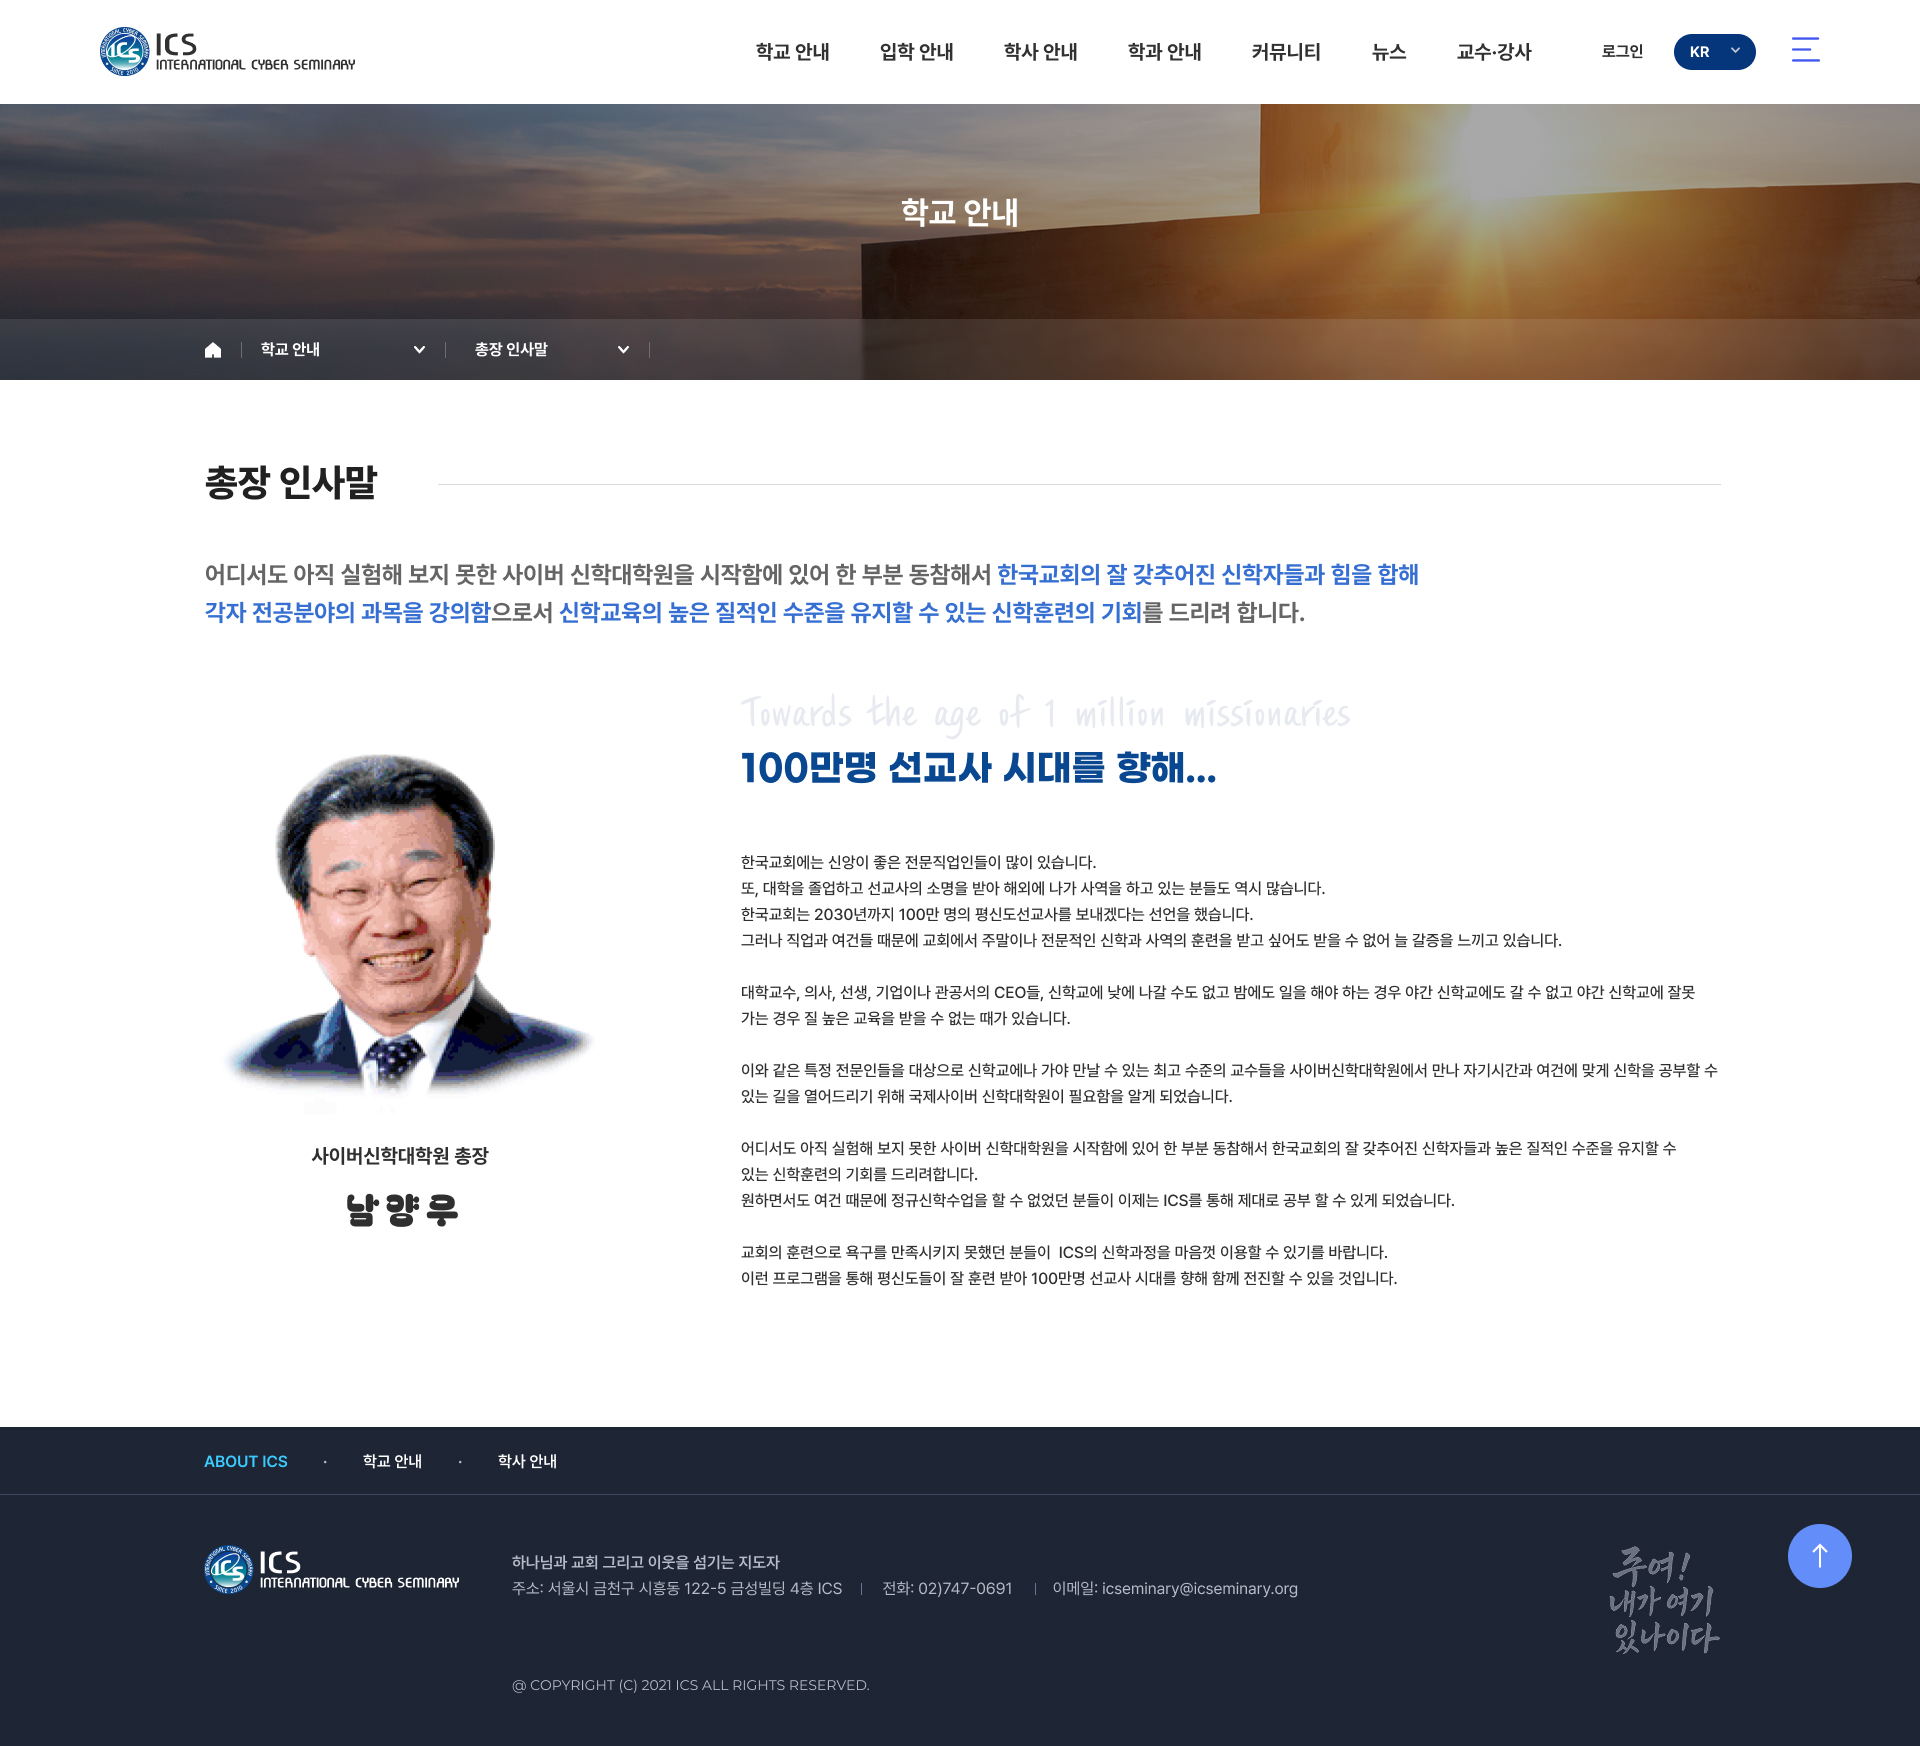 ICS
INTERNATIONAL CYBER SEMINARY
학교 안내
입학 안내
학사 안내
학과 안내
커뮤니티
뉴스
교수·강사
로그인
KR
학교 안내
학교 안내
총장 인사말
총장 인사말
어디서도 아직 실험해 보지 못한 사이버 신학대학원을 시작함에 있어 한 부분 동참해서 한국교회의 잘 갖추어진 신학자들과 힘을 합해
각자 전공분야의 과목을 강의함으로서 신학교육의 높은 질적인 수준을 유지할 수 있는 신학훈련의 기회를 드리려 합니다.
Towards the age of 1 million missionaries
100만명 선교사 시대를 향해...
한국교회에는 신앙이 좋은 전문직업인들이 많이 있습니다.
또, 대학을 졸업하고 선교사의 소명을 받아 해외에 나가 사역을 하고 있는 분들도 역시 많습니다.
한국교회는 2030년까지 100만 명의 평신도선교사를 보내겠다는 선언을 했습니다.
그러나 직업과 여건들 때문에 교회에서 주말이나 전문적인 신학과 사역의 훈련을 받고 싶어도 받을 수 없어 늘 갈증을 느끼고 있습니다.
대학교수, 의사, 선생, 기업이나 관공서의 CEO들, 신학교에 낮에 나갈 수도 없고 밤에도 일을 해야 하는 경우 야간 신학교에도 갈 수 없고 야간 신학교에 잘못
가는 경우 질 높은 교육을 받을 수 없는 때가 있습니다.
이와 같은 특정 전문인들을 대상으로 신학교에나 가야 만날 수 있는 최고 수준의 교수들을 사이버신학대학원에서 만나 자기시간과 여건에 맞게 신학을 공부할 수
있는 길을 열어드리기 위해 국제사이버 신학대학원이 필요함을 알게 되었습니다.
어디서도 아직 실험해 보지 못한 사이버 신학대학원을 시작함에 있어 한 부분 동참해서 한국교회의 잘 갖추어진 신학자들과 높은 질적인 수준을 유지할 수
있는 신학훈련의 기회를 드리려합니다.
원하면서도 여건 때문에 정규신학수업을 할 수 없었던 분들이 이제는 ICS를 통해 제대로 공부 할 수 있게 되었습니다.
교회의 훈련으로 욕구를 만족시키지 못했던 분들이 ICS의 신학과정을 마음껏 이용할 수 있기를 바랍니다.
이런 프로그램을 통해 평신도들이 잘 훈련 받아 100만명 선교사 시대를 향해 함께 전진할 수 있을 것입니다.
사이버신학대학원 총장
남 양 우
ABOUT ICS · 학교 안내 · 학사 안내
ICS
INTERNATIONAL CYBER SEMINARY
하나님과 교회 그리고 이웃을 섬기는 지도자
주소: 서울시 금천구 시흥동 122-5 금성빌딩 4층 ICS | 전화: 02)747-0691 | 이메일: icseminary@icseminary.org
주여!
내가 여기
있나이다
@ COPYRIGHT (C) 2021 ICS ALL RIGHTS RESERVED.